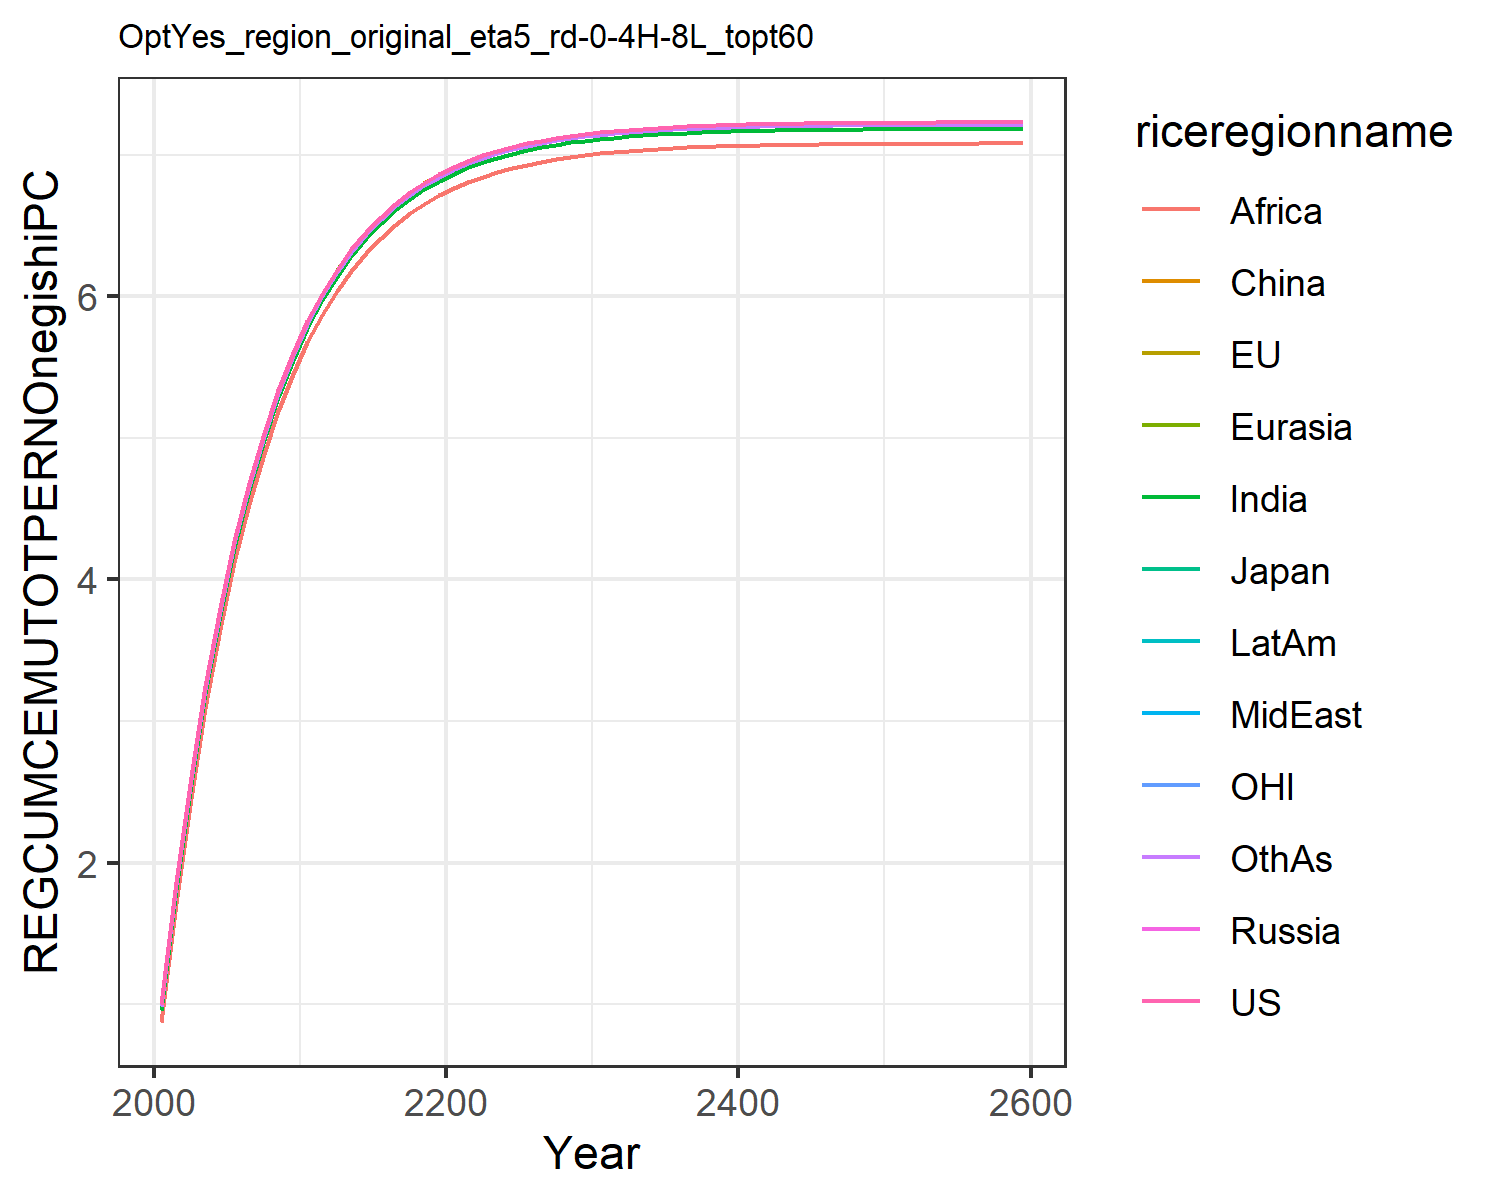 OptYes_region_original_eta5_rd-0-4H-8L_topt60
REGCUMCEMUTOTPERNOnegishiPC
6
4
2
2000
2200
2400
2600
Year
riceregionname
Africa
China
EU
Eurasia
India
Japan
LatAm
MidEast
OHI
OthAs
Russia
US